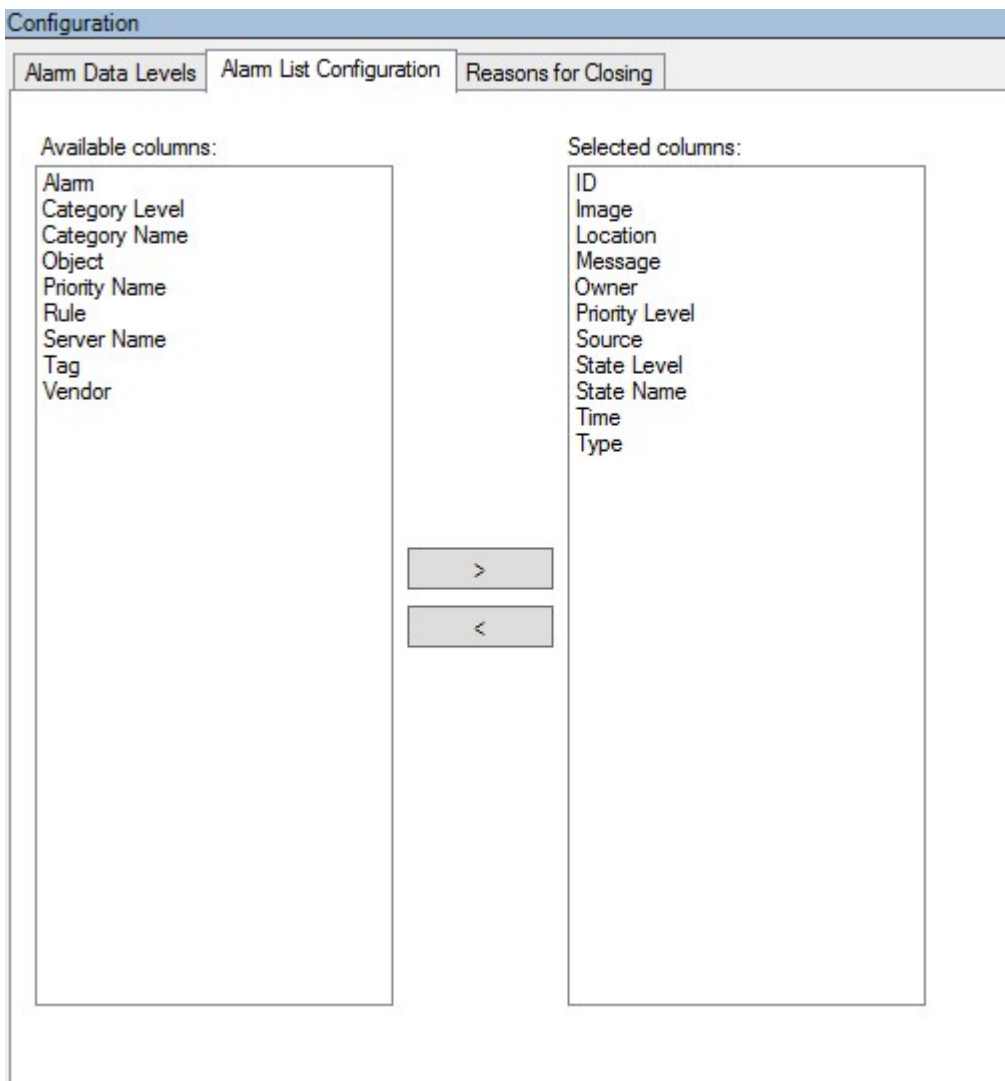 Configuration
Alarm Data Levels
Alarm List Configuration
Reasons for Closing
Available columns:
Alarm
Category Level
Category Name
Object
Priority Name
Rule
Server Name
Tag
Vendor
>
<
Selected columns:
ID
Image
Location
Message
Owner
Priority Level
Source
State Level
State Name
Time
Type